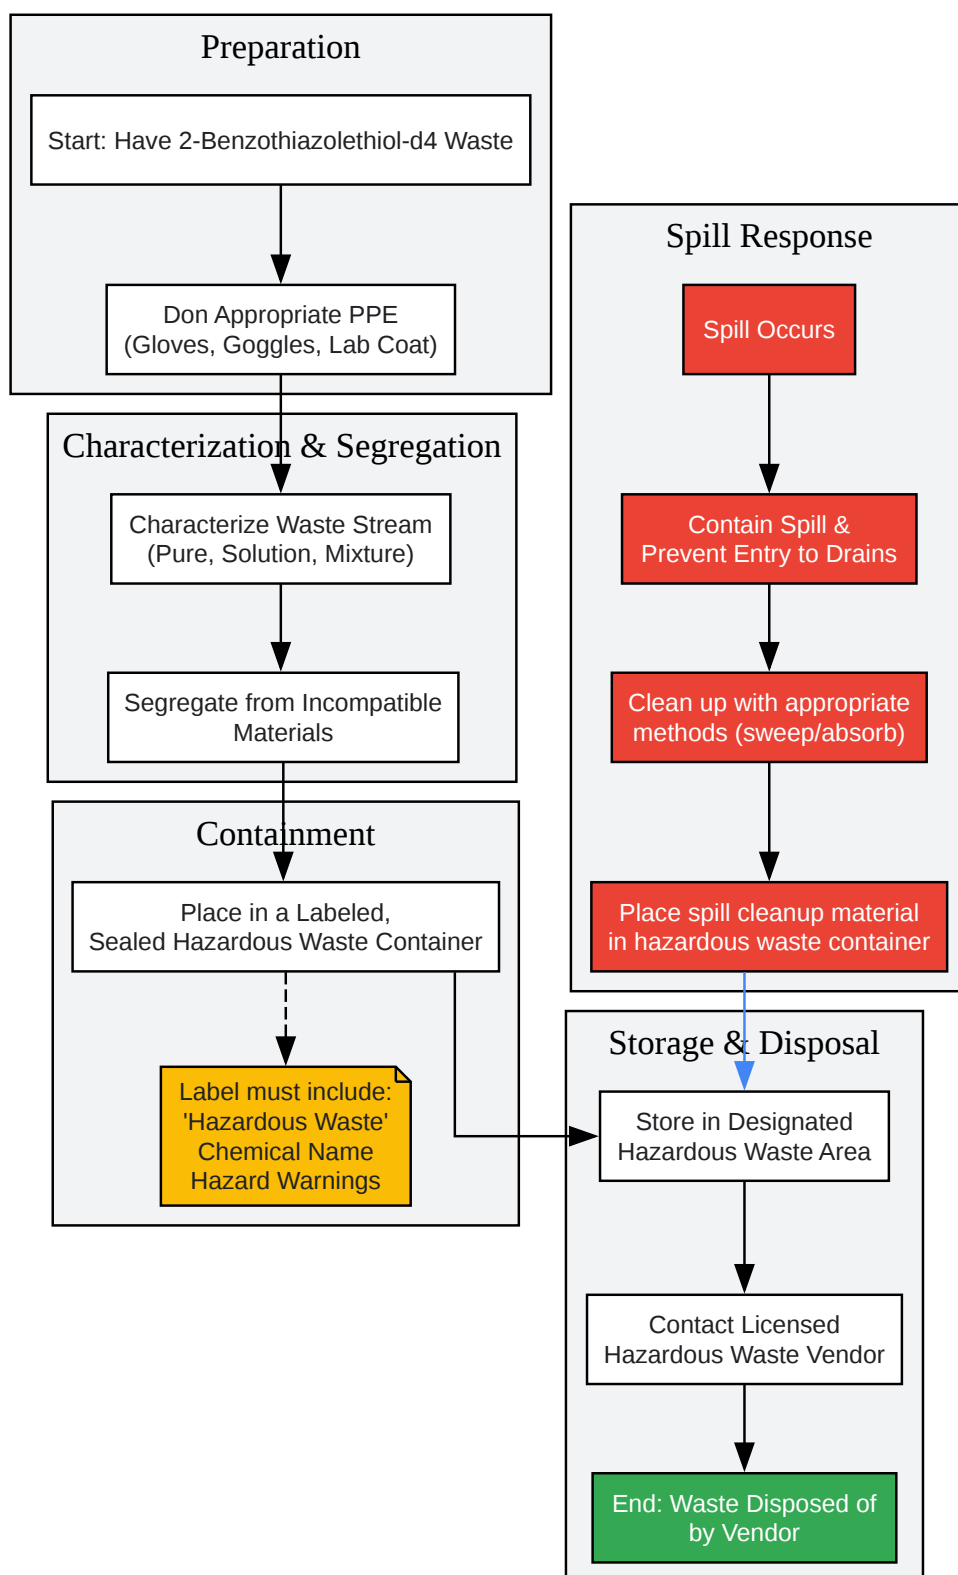 Preparation
Start: Have 2-Benzothiazolethiol-d4 Waste
Don Appropriate PPE
(Gloves, Goggles, Lab Coat)
Characterization & Segregation
Characterize Waste Stream
(Pure, Solution, Mixture)
Segregate from Incompatible
Materials
Containment
Place in a Labeled,
Sealed Hazardous Waste Container
Label must include:
'Hazardous Waste'
Chemical Name
Hazard Warnings
Spill Response
Spill Occurs
Contain Spill &
Prevent Entry to Drains
Clean up with appropriate
methods (sweep/absorb)
Place spill cleanup material
in hazardous waste container
Storage & Disposal
Store in Designated
Hazardous Waste Area
Contact Licensed
Hazardous Waste Vendor
End: Waste Disposed of
by Vendor